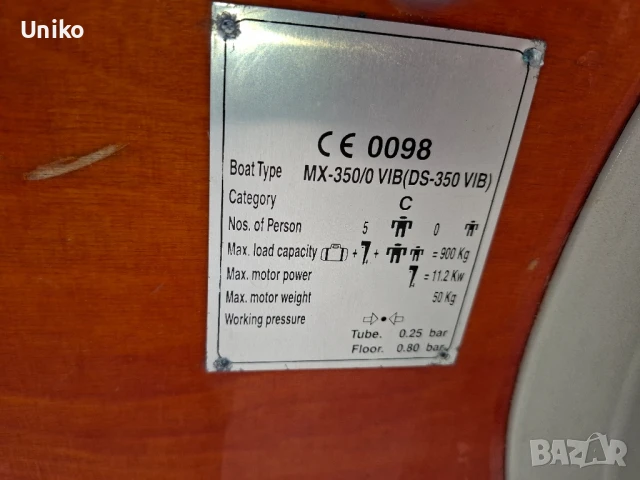 Uniko
CE 0098
Boat Type MX-350/0 VIB(DS-350 VIB)
Category C
Nos. of Person 5 0
Max. load capacity + + = 900 Kg
Max. motor power = 11.2 Kw
Max. motor weight 50 Kg
Working pressure
Tube. 0.25 bar
Floor. 0.80 bar
BAZAR